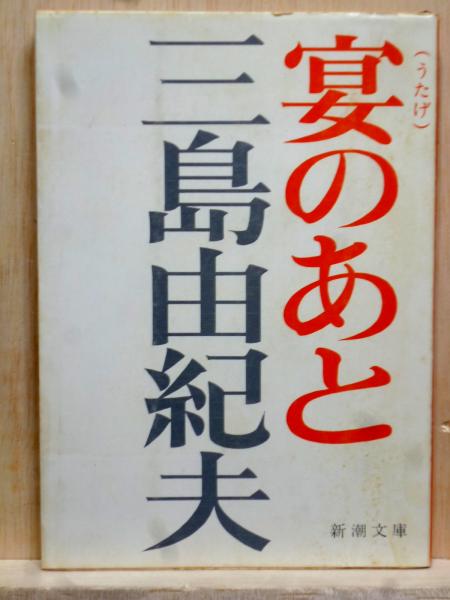 宴のあと
(うたげ)
三島由紀夫
新潮文庫